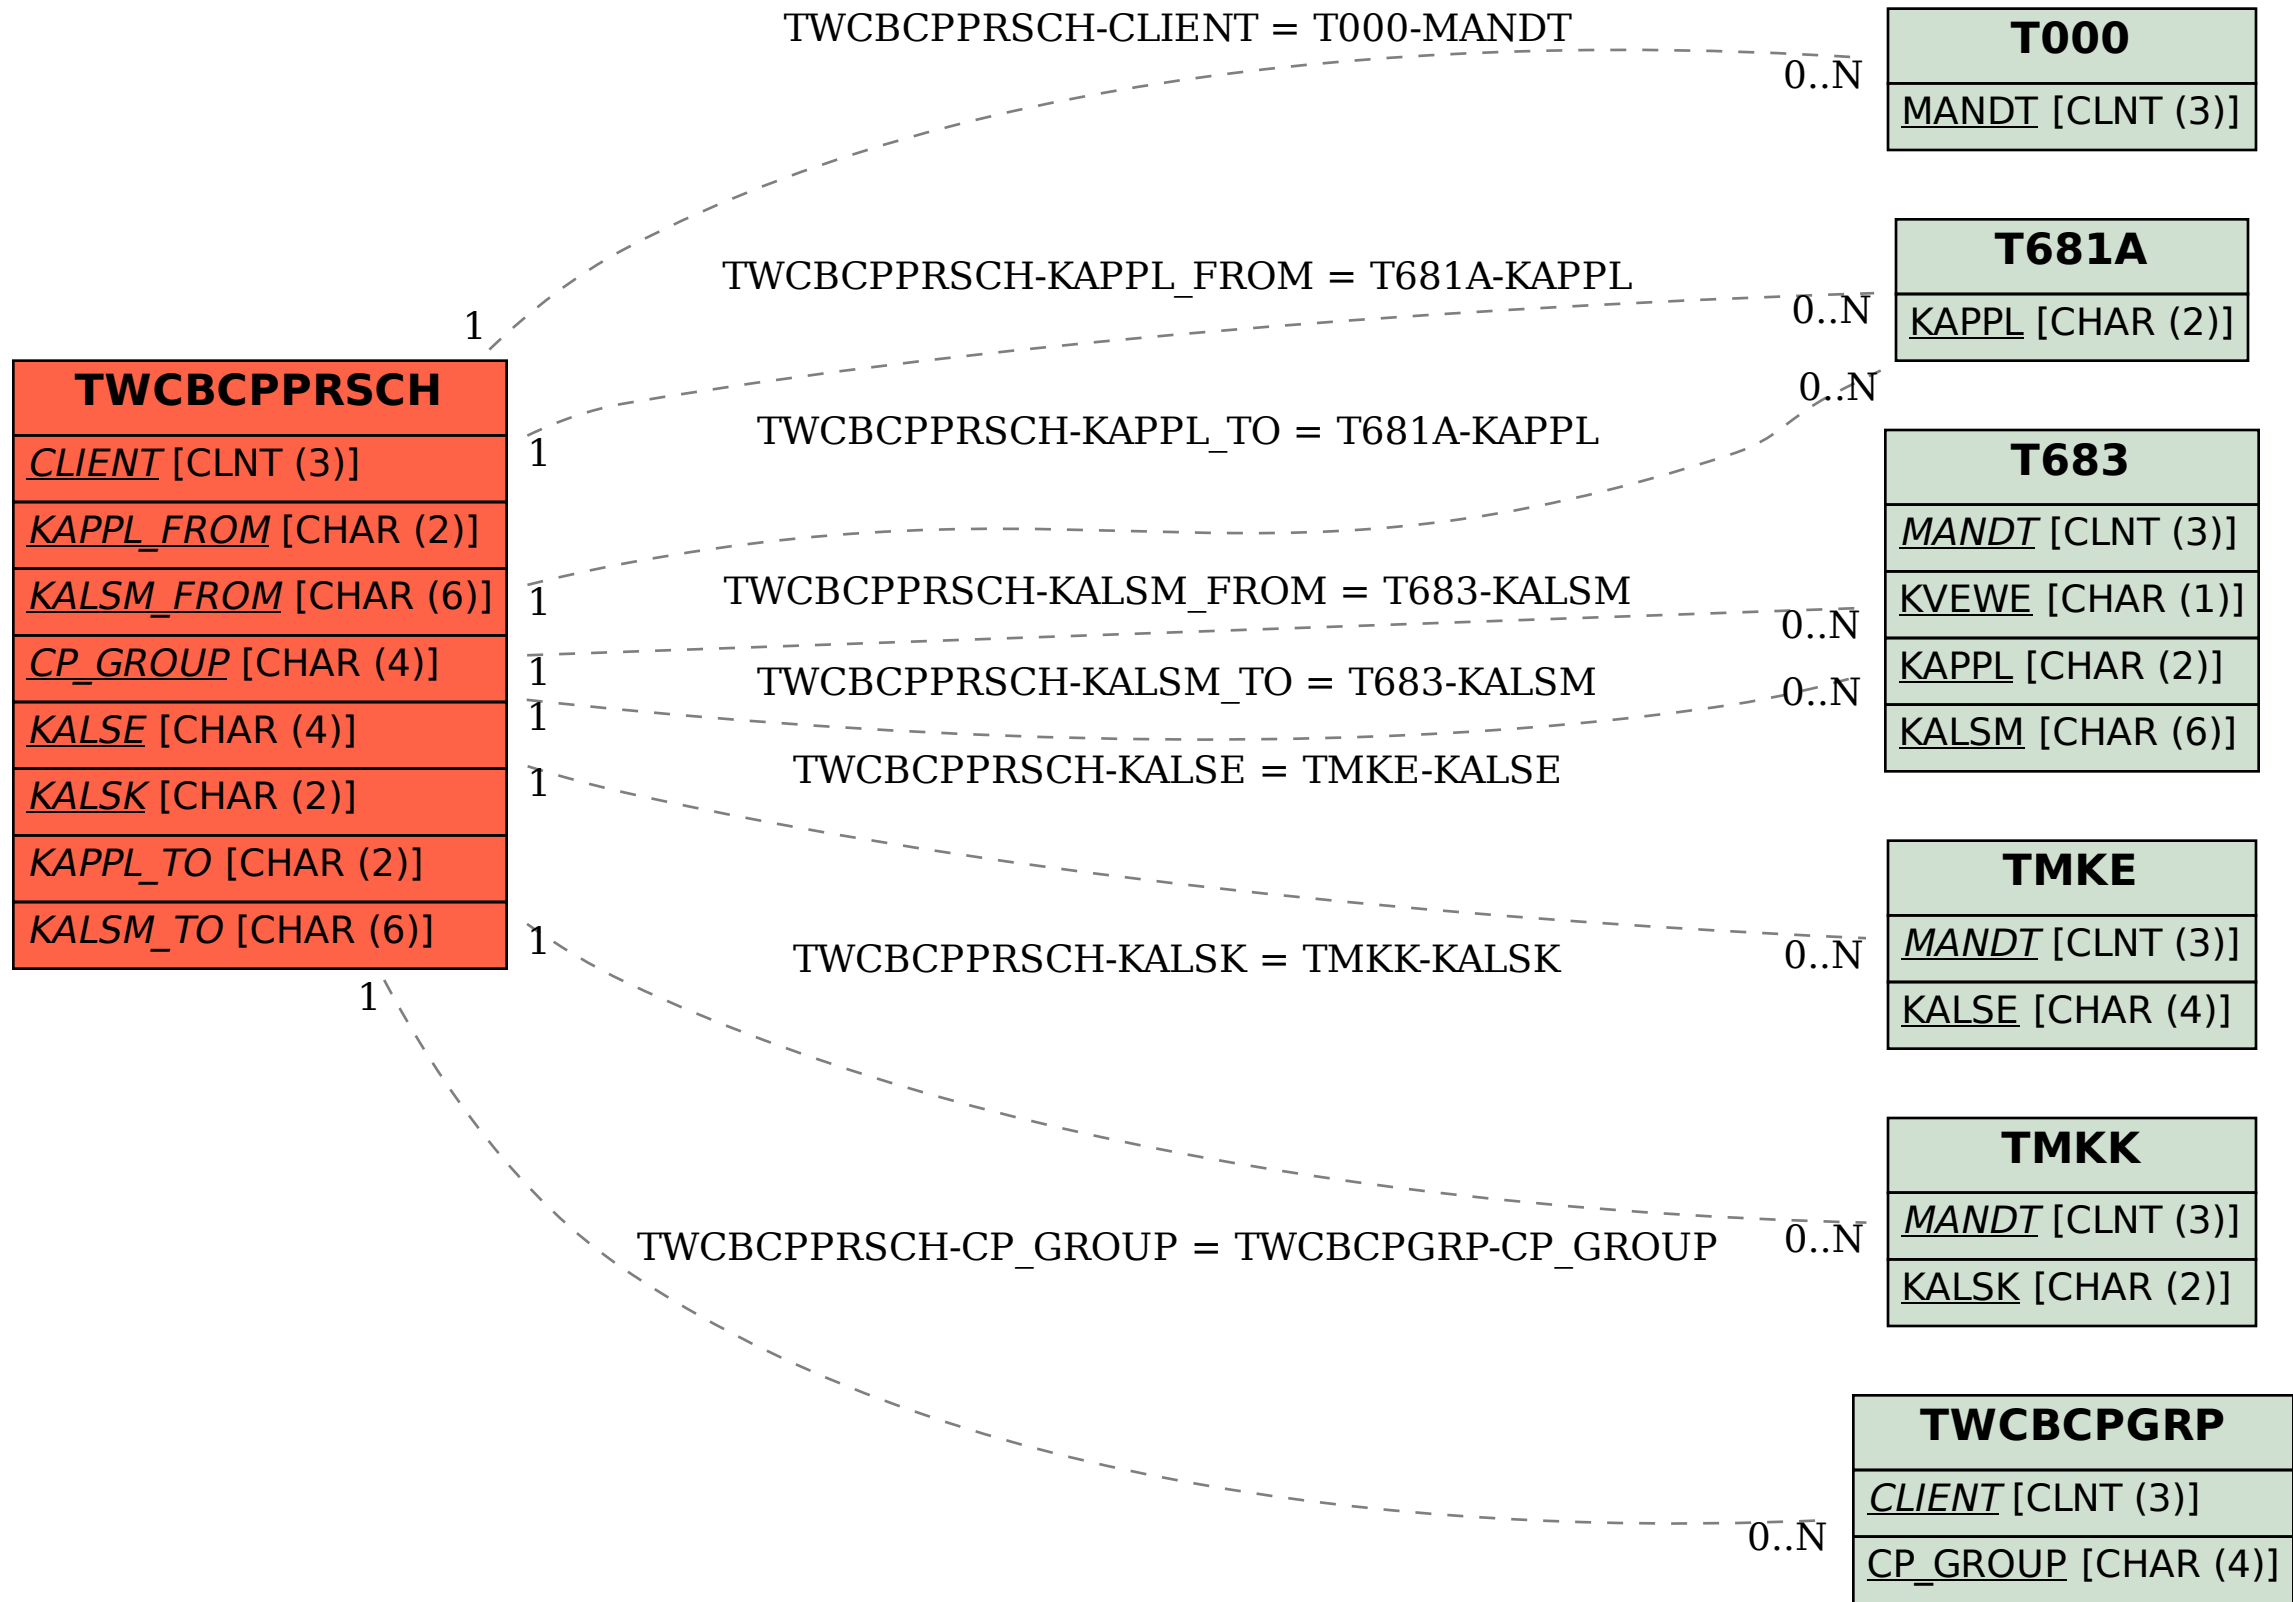 TWCBCPPRSCH-CLIENT = T000-MANDT
0..N
1
T000
MANDT [CLNT (3)]
TWCBCPPRSCH-KAPPL_FROM = T681A-KAPPL
0..N
1
T681A
KAPPL [CHAR (2)]
TWCBCPPRSCH-KAPPL_TO = T681A-KAPPL
0..N
1
TWCBCPPRSCH
CLIENT [CLNT (3)]
KAPPL_FROM [CHAR (2)]
KALSM_FROM [CHAR (6)]
CP_GROUP [CHAR (4)]
KALSE [CHAR (4)]
KALSK [CHAR (2)]
KAPPL_TO [CHAR (2)]
KALSM_TO [CHAR (6)]
TWCBCPPRSCH-KALSM_FROM = T683-KALSM
0..N
1
TWCBCPPRSCH-KALSM_TO = T683-KALSM
0..N
1
T683
MANDT [CLNT (3)]
KVEWE [CHAR (1)]
KAPPL [CHAR (2)]
KALSM [CHAR (6)]
TWCBCPPRSCH-KALSE = TMKE-KALSE
0..N
1
TMKE
MANDT [CLNT (3)]
KALSE [CHAR (4)]
TWCBCPPRSCH-KALSK = TMKK-KALSK
0..N
1
TMKK
MANDT [CLNT (3)]
KALSK [CHAR (2)]
TWCBCPPRSCH-CP_GROUP = TWCBCPGRP-CP_GROUP
0..N
1
TWCBCPGRP
CLIENT [CLNT (3)]
CP_GROUP [CHAR (4)]